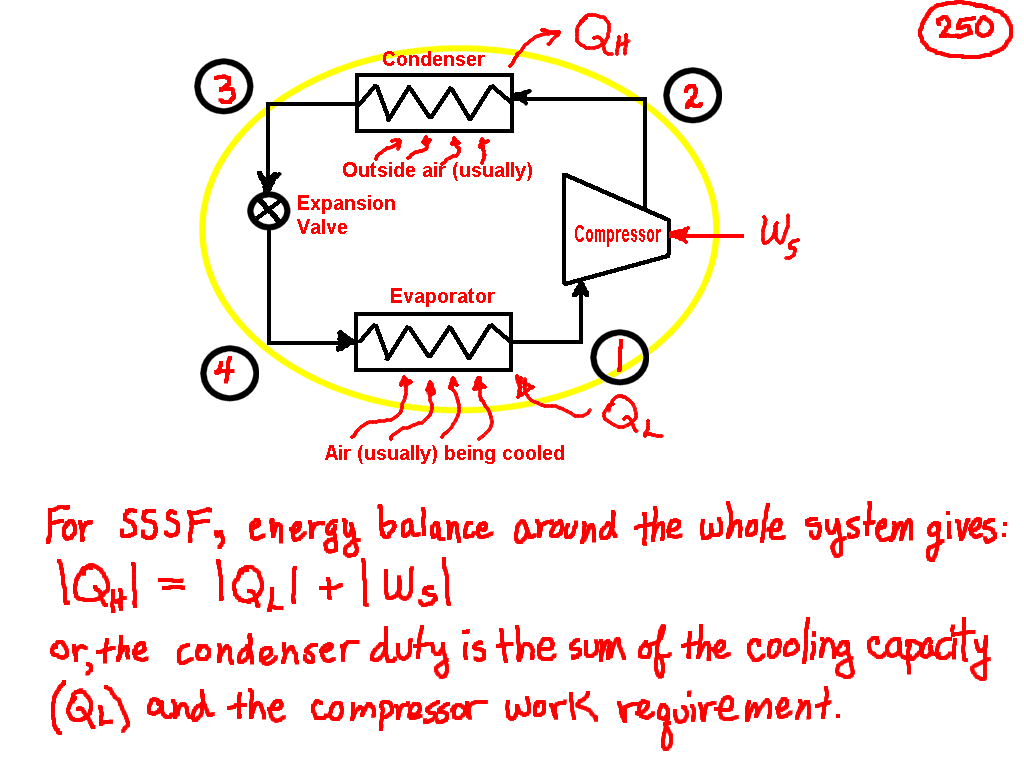 250
Q_H
Condenser
3
2
Outside air (usually)
Expansion
Valve
Compressor
W_S
Evaporator
1
4
Q_L
Air (usually) being cooled
For SSSF, energy balance around the whole system gives:
|Q_H| = |Q_L| + |W_S|
or, the condenser duty is the sum of the cooling capacity
(Q_L) and the compressor work requirement.